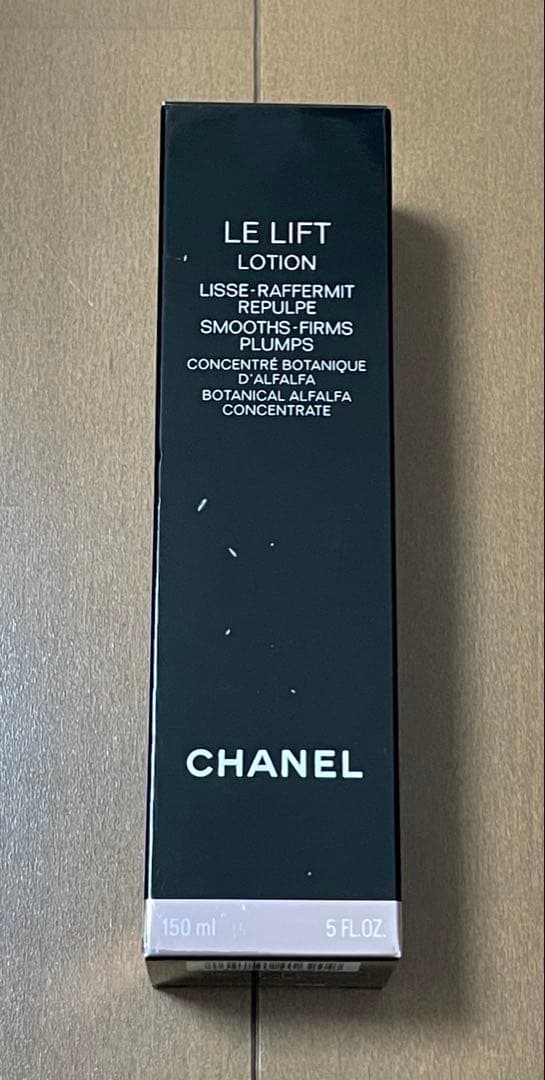 LE LIFT
LOTION
LISSE-RAFFERMIT
REPULPE
SMOOTHS-FIRMS
PLUMPS
CONCENTRÉ BOTANIQUE
D'ALFALFA
BOTANICAL ALFALFA
CONCENTRATE
CHANEL
150 ml 5 FL.OZ.